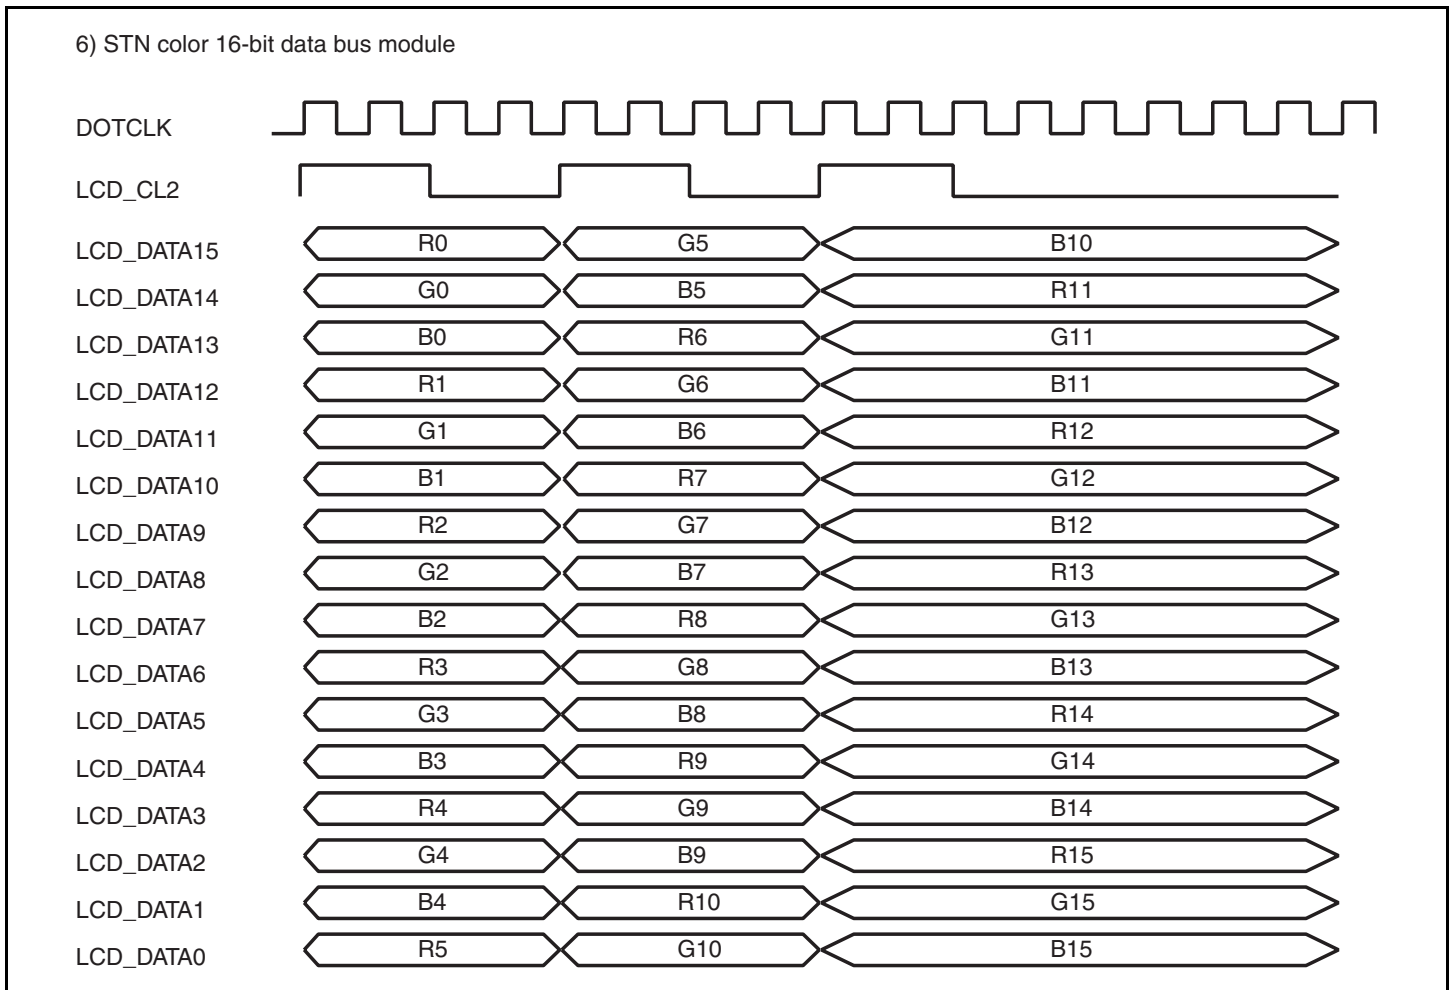 6) STN color 16-bit data bus module
DOTCLK
LCD_CL2
LCD_DATA15 R0 G5 B10
LCD_DATA14 G0 B5 R11
LCD_DATA13 B0 R6 G11
LCD_DATA12 R1 G6 B11
LCD_DATA11 G1 B6 R12
LCD_DATA10 B1 R7 G12
LCD_DATA9 R2 G7 B12
LCD_DATA8 G2 B7 R13
LCD_DATA7 B2 R8 G13
LCD_DATA6 R3 G8 B13
LCD_DATA5 G3 B8 R14
LCD_DATA4 B3 R9 G14
LCD_DATA3 R4 G9 B14
LCD_DATA2 G4 B9 R15
LCD_DATA1 B4 R10 G15
LCD_DATA0 R5 G10 B15